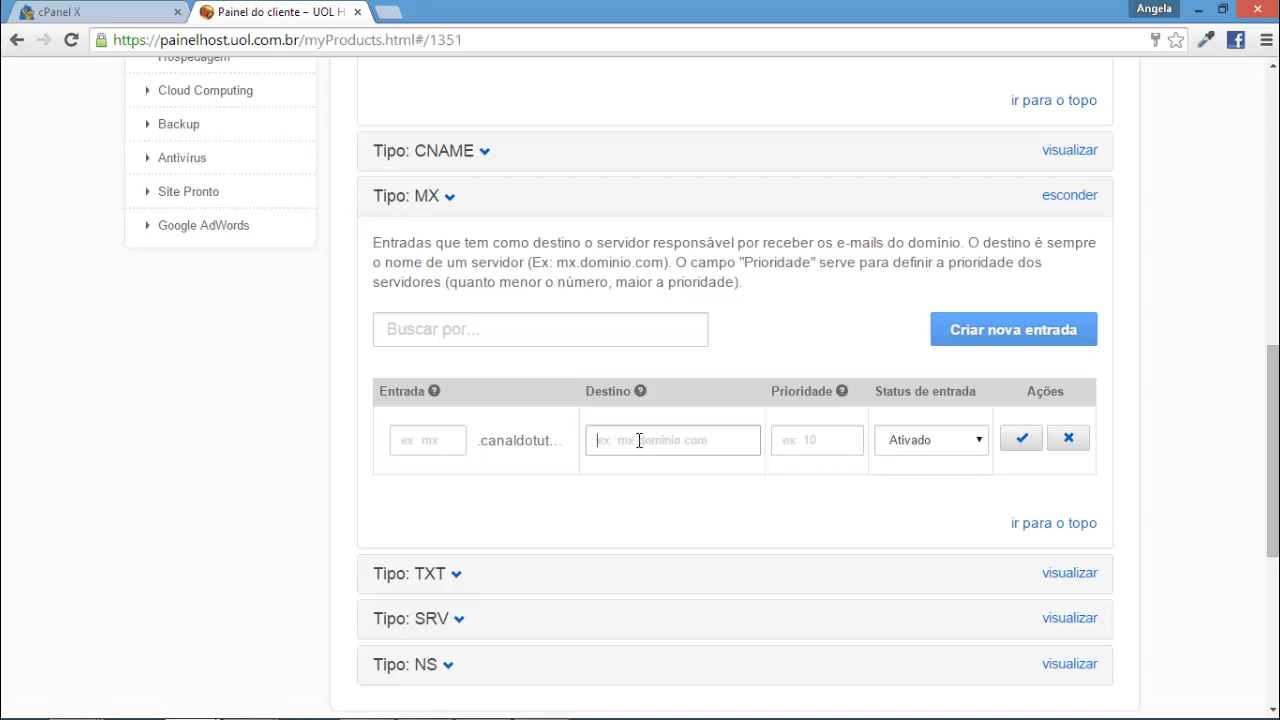 cPanel X
Painel do cliente – UOL H
Angela
https://painelhost.uol.com.br/myProducts.html#/1351
Hospedagem
Cloud Computing
Backup
Antivírus
Site Pronto
Google AdWords
ir para o topo
Tipo: CNAME
visualizar
Tipo: MX
esconder
Entradas que tem como destino o servidor responsável por receber os e-mails do domínio. O destino é sempre
o nome de um servidor (Ex: mx.dominio.com). O campo "Prioridade" serve para definir a prioridade dos
servidores (quanto menor o número, maior a prioridade).
Buscar por...
Criar nova entrada
Entrada Destino Prioridade Status de entrada Ações
ex: mx .canaldotut... ex: mx.dominio.com ex: 10 Ativado
ir para o topo
Tipo: TXT
visualizar
Tipo: SRV
visualizar
Tipo: NS
visualizar